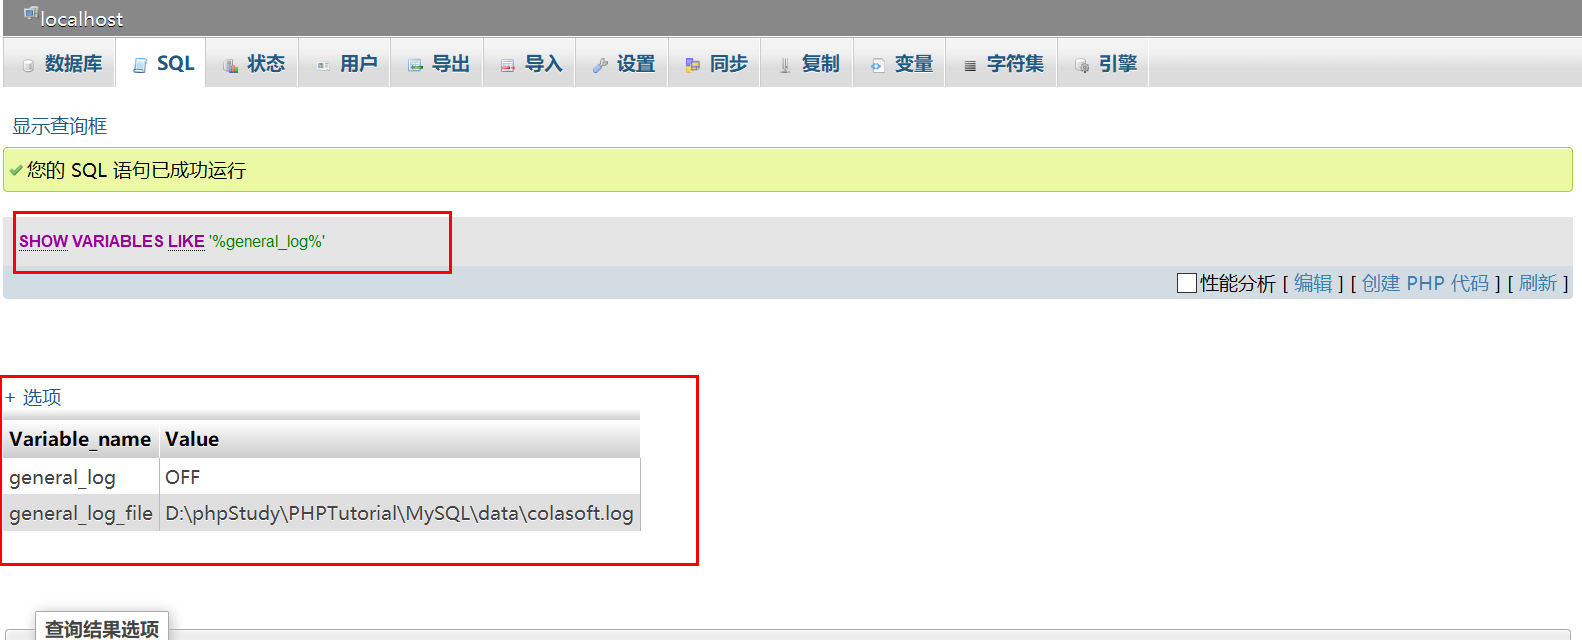 localhost
数据库 SQL 状态 用户 导出 导入 设置 同步 复制 变量 字符集 引擎
显示查询框
您的 SQL 语句已成功运行
SHOW VARIABLES LIKE '%general_log%'
性能分析 [ 编辑 ] [ 创建 PHP 代码 ] [ 刷新 ]
+ 选项
Variable_name Value
general_log OFF
general_log_file D:\phpStudy\PHPTutorial\MySQL\data\colasoft.log
查询结果选项